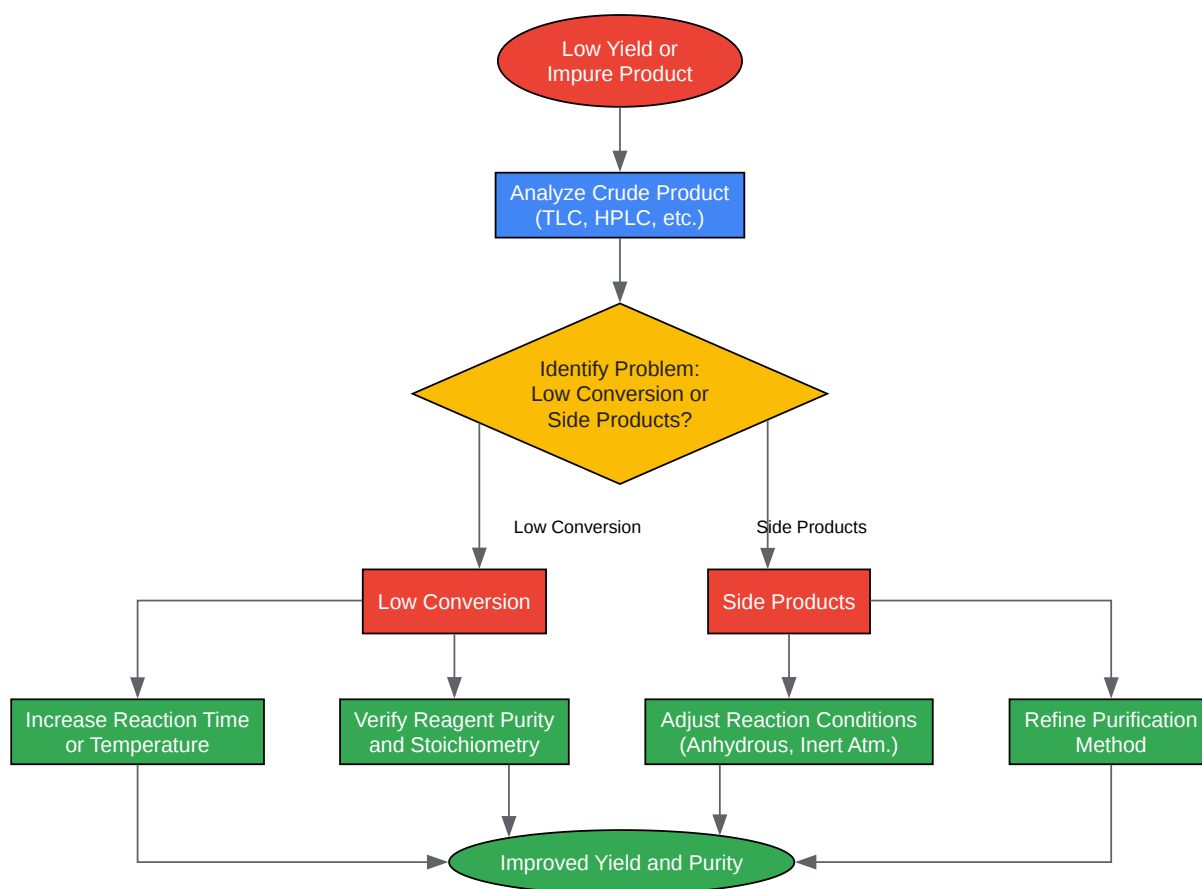 Low Yield or
Impure Product
Analyze Crude Product
(TLC, HPLC, etc.)
Identify Problem:
Low Conversion or
Side Products?
Low Conversion
Side Products
Low Conversion
Side Products
Increase Reaction Time
or Temperature
Verify Reagent Purity
and Stoichiometry
Adjust Reaction Conditions
(Anhydrous, Inert Atm.)
Refine Purification
Method
Improved Yield and Purity